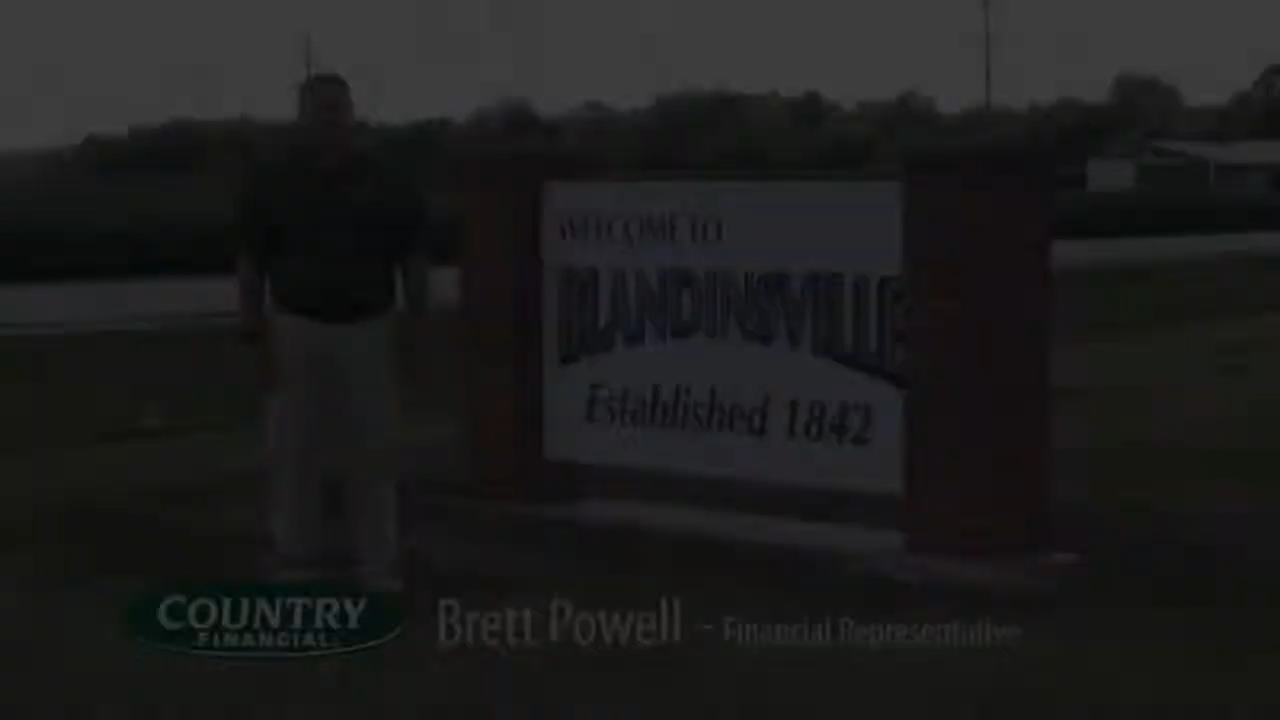 WELCOME TO
BLANDINSVILLE
Established 1842
COUNTRY
FINANCIAL
Brett Powell - Financial Representative